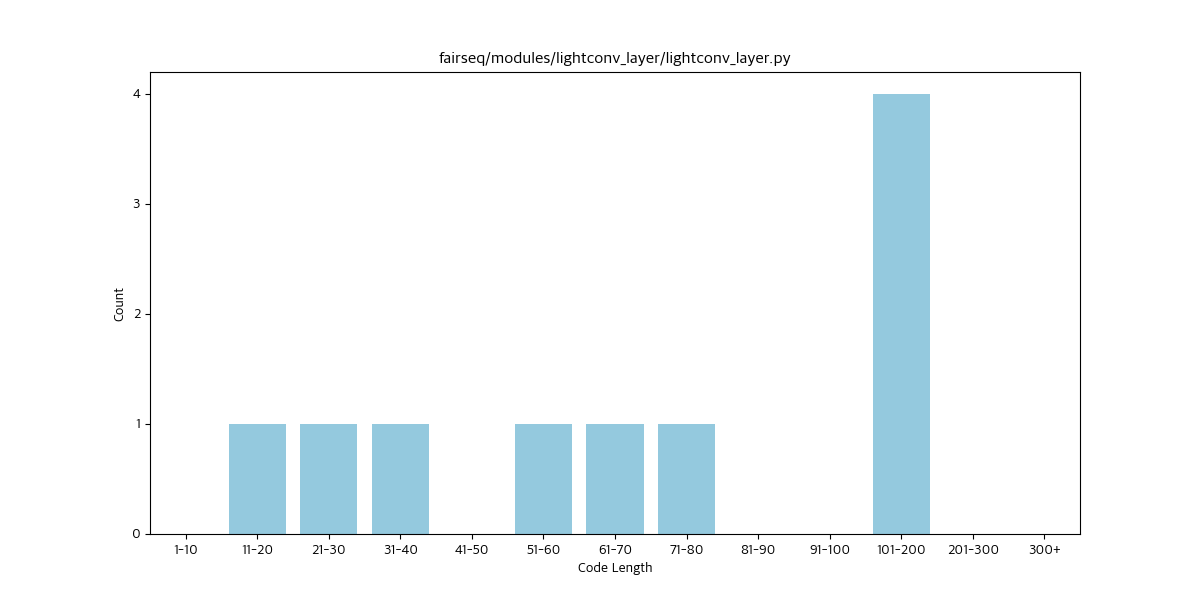 fairseq/modules/lightconv_layer/lightconv_layer.py
4
3
2
1
0
Count
1-10 11-20 21-30 31-40 41-50 51-60 61-70 71-80 81-90 91-100 101-200 201-300 300+
Code Length